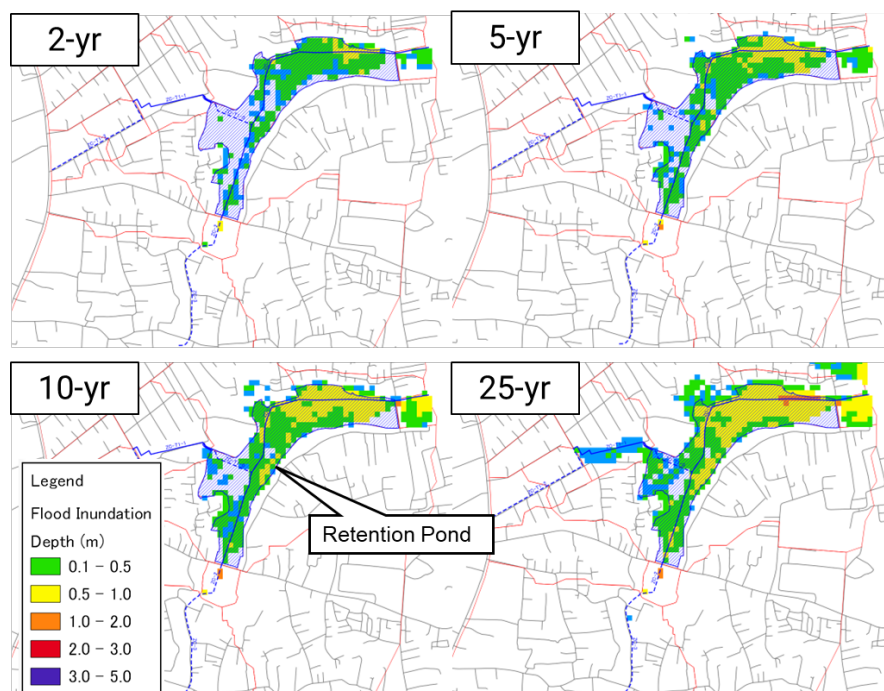 2-yr
5-yr
10-yr
25-yr
Legend
Flood Inundation
Depth (m)
0.1 – 0.5
0.5 – 1.0
1.0 – 2.0
2.0 – 3.0
3.0 – 5.0
Retention Pond